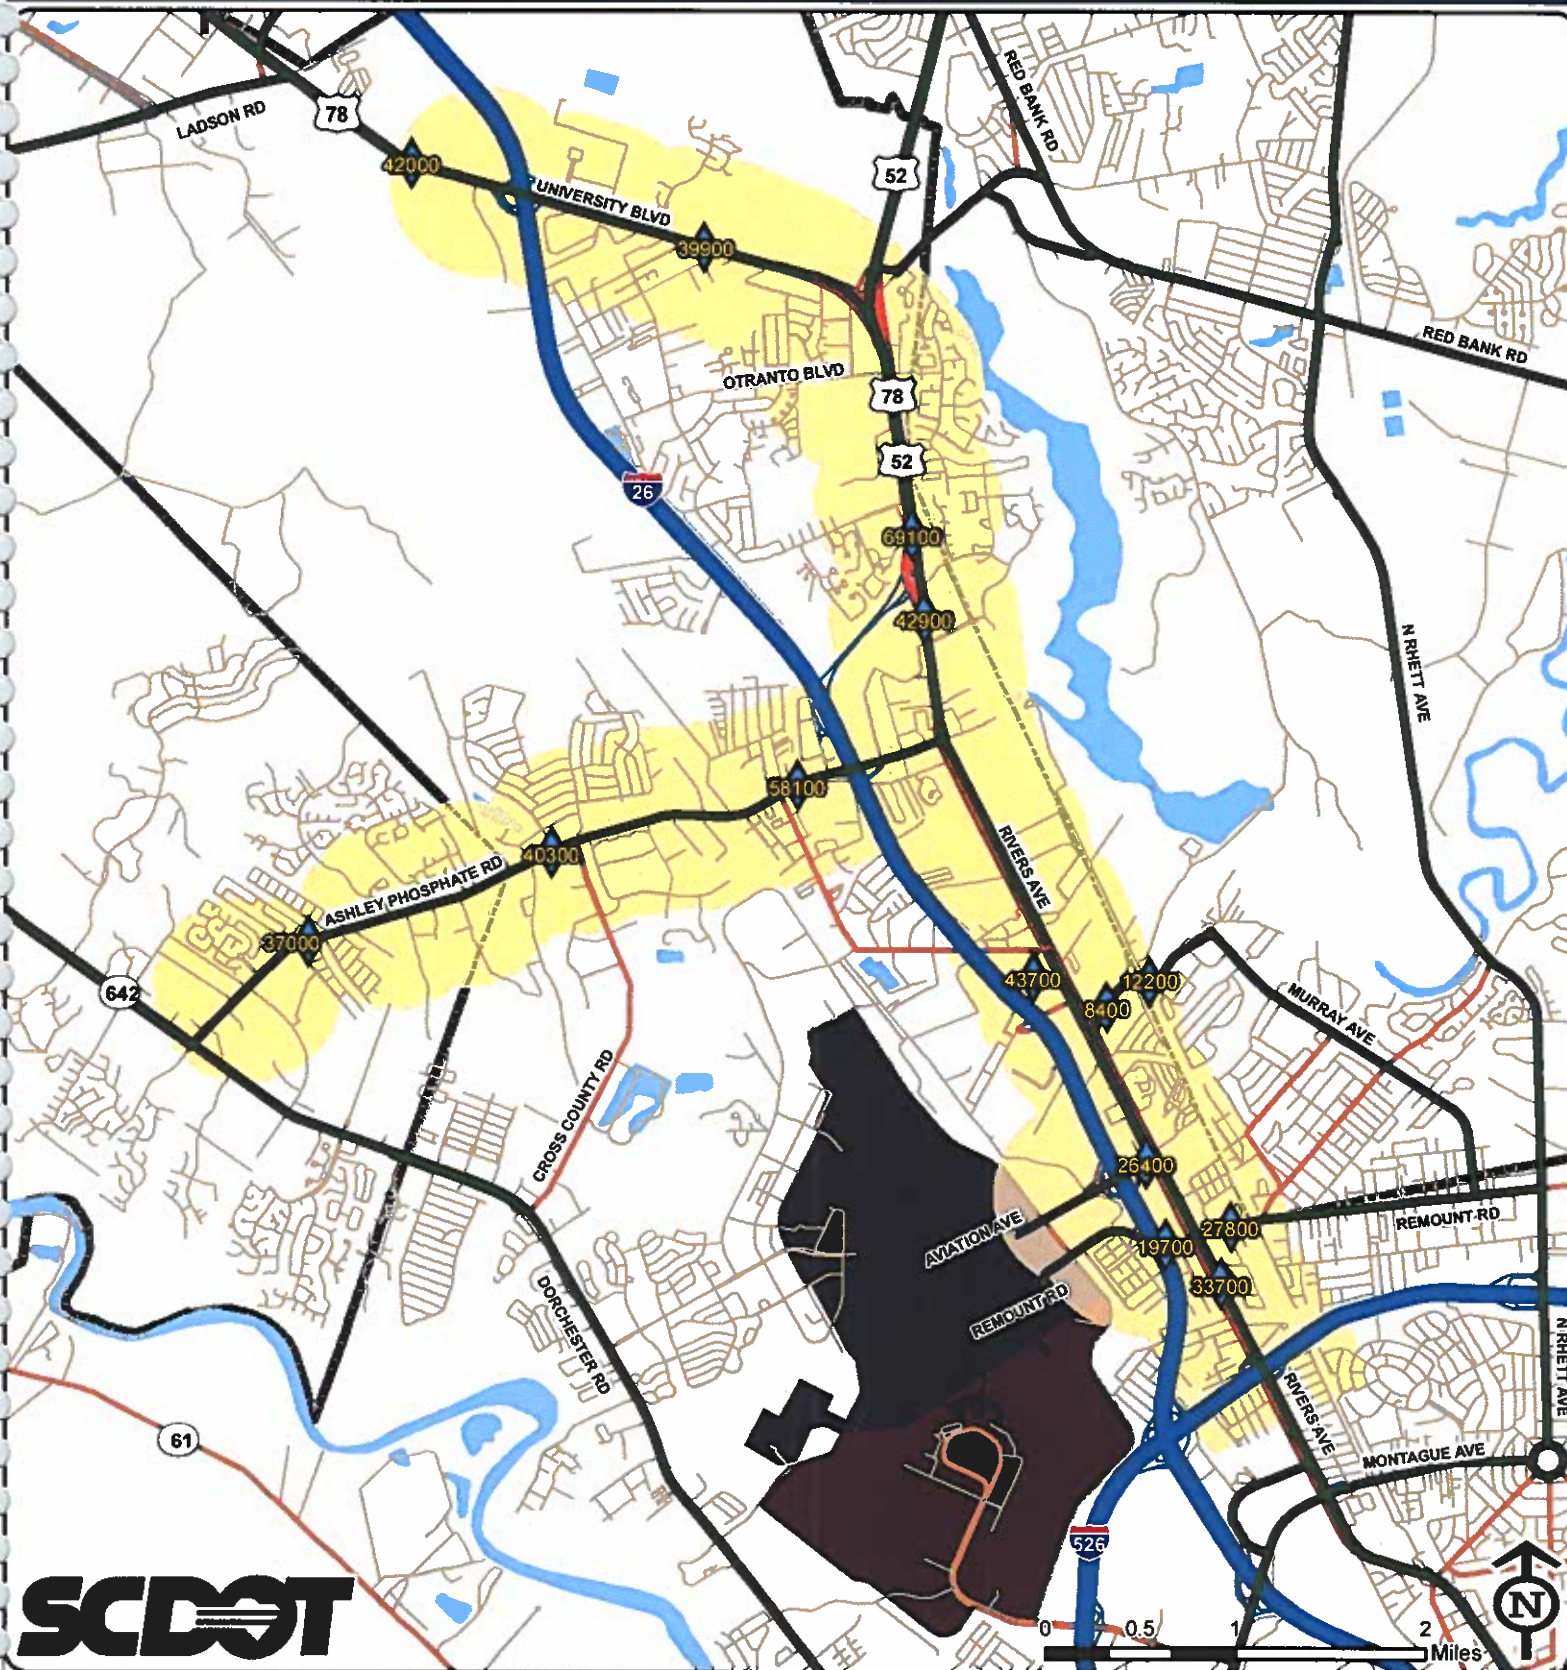 RED BANK RD
LADSON RD
78
42000
52
UNIVERSITY BLVD
39900
RED BANK RD
OTRANTO BLVD
78
52
26
69100
42900
N RHETT AVE
58100
RIVERS AVE
40300
ASHLEY PHOSPHATE RD
37000
642
43700
12200
8400
MURRAY AVE
CROSS COUNTY RD
26400
REMOUNT RD
27800
AVIATION AVE
19700
33700
REMOUNT RD
DORCHESTER RD
N RHETT AVE
RIVERS AVE
61
MONTAGUE AVE
526
SCDOT
N
0 0.5 1 2
Miles